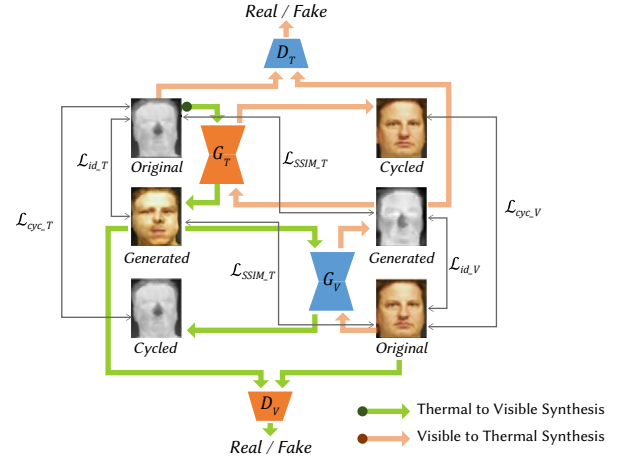 Real / Fake
D_T
G_T
Original
Cycled
ℒ_id_T
ℒ_SSIM_T
ℒ_cyc_T
ℒ_cyc_V
Generated
Generated
ℒ_SSIM_T
G_V
ℒ_id_V
Cycled
Original
D_V
Real / Fake
Thermal to Visible Synthesis
Visible to Thermal Synthesis